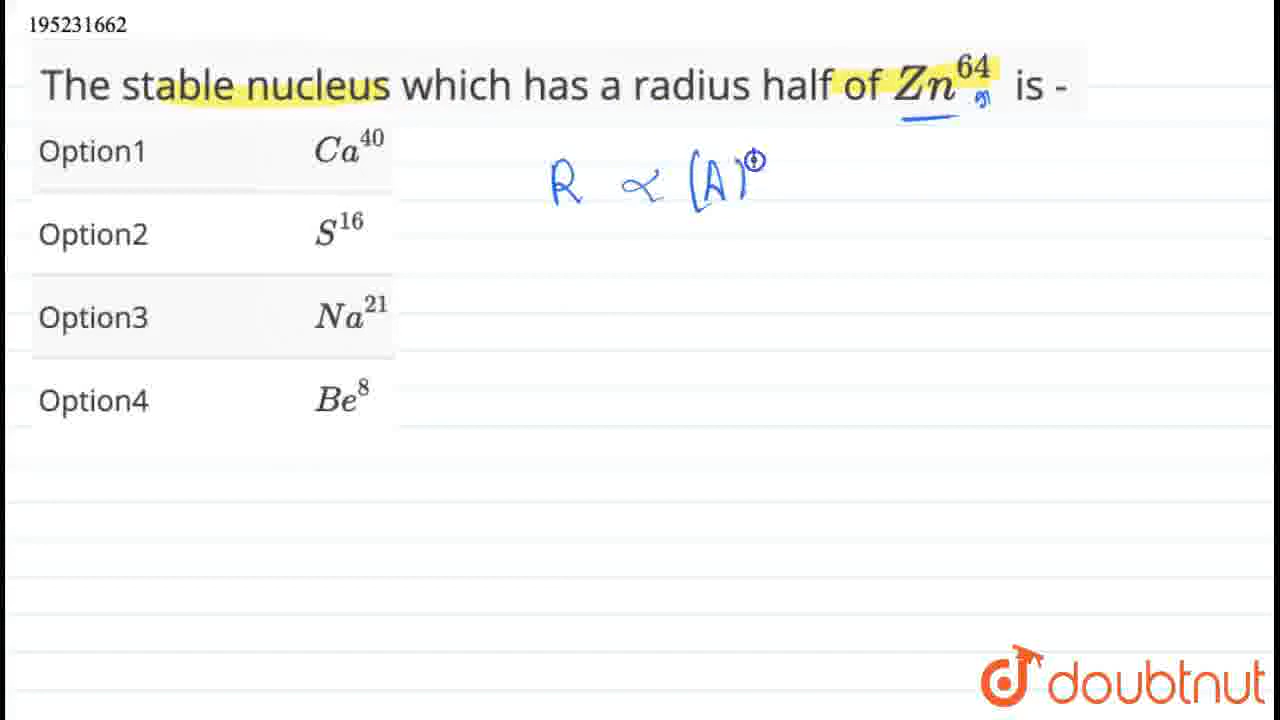 195231662
The stable nucleus which has a radius half of Zn^64 is -
Option1 Ca^40
R ∝ (A)
Option2 S^16
Option3 Na^21
Option4 Be^8
doubtnut